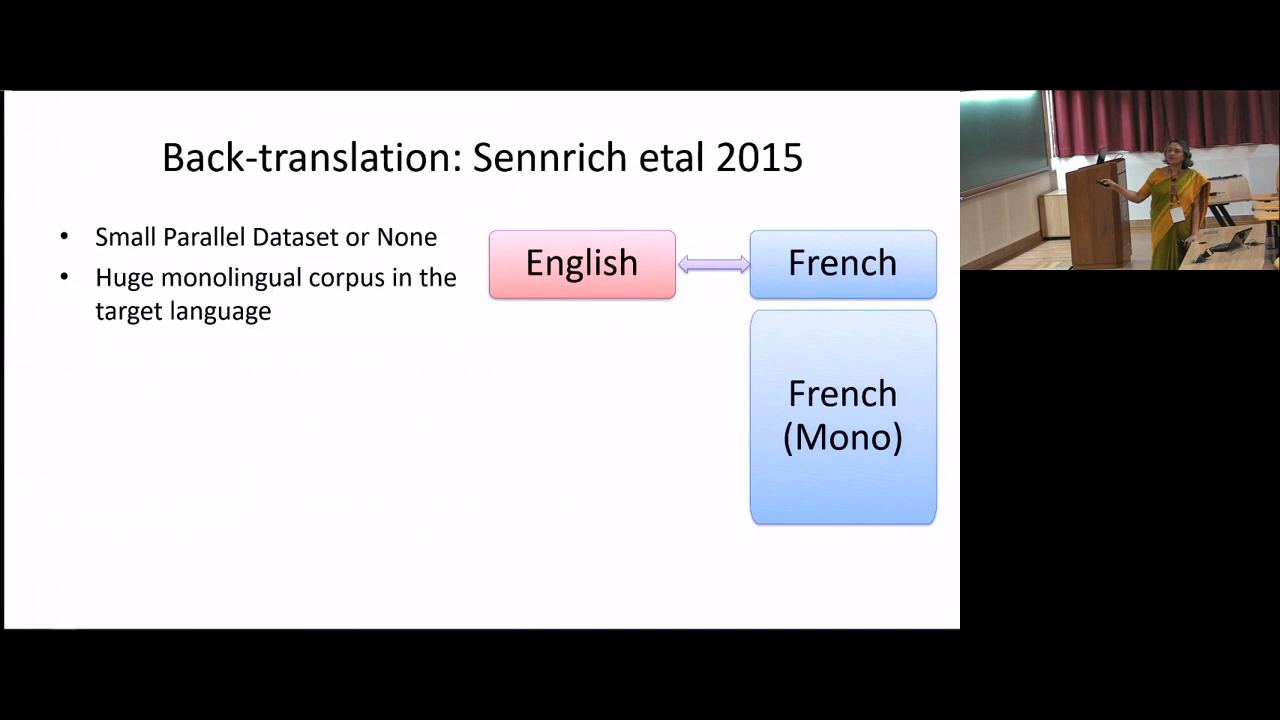 Back-translation: Sennrich etal 2015
• Small Parallel Dataset or None
• Huge monolingual corpus in the
target language
English
French
French
(Mono)